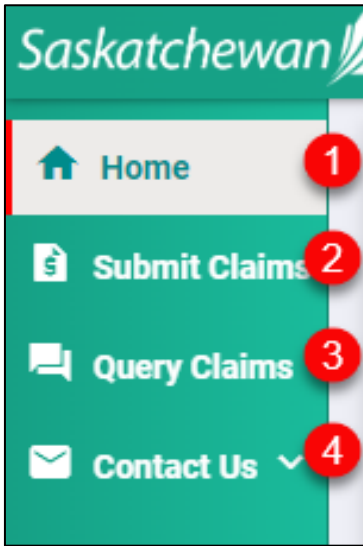 Saskatchewan
Home 1
Submit Claims 2
Query Claims 3
Contact Us 4